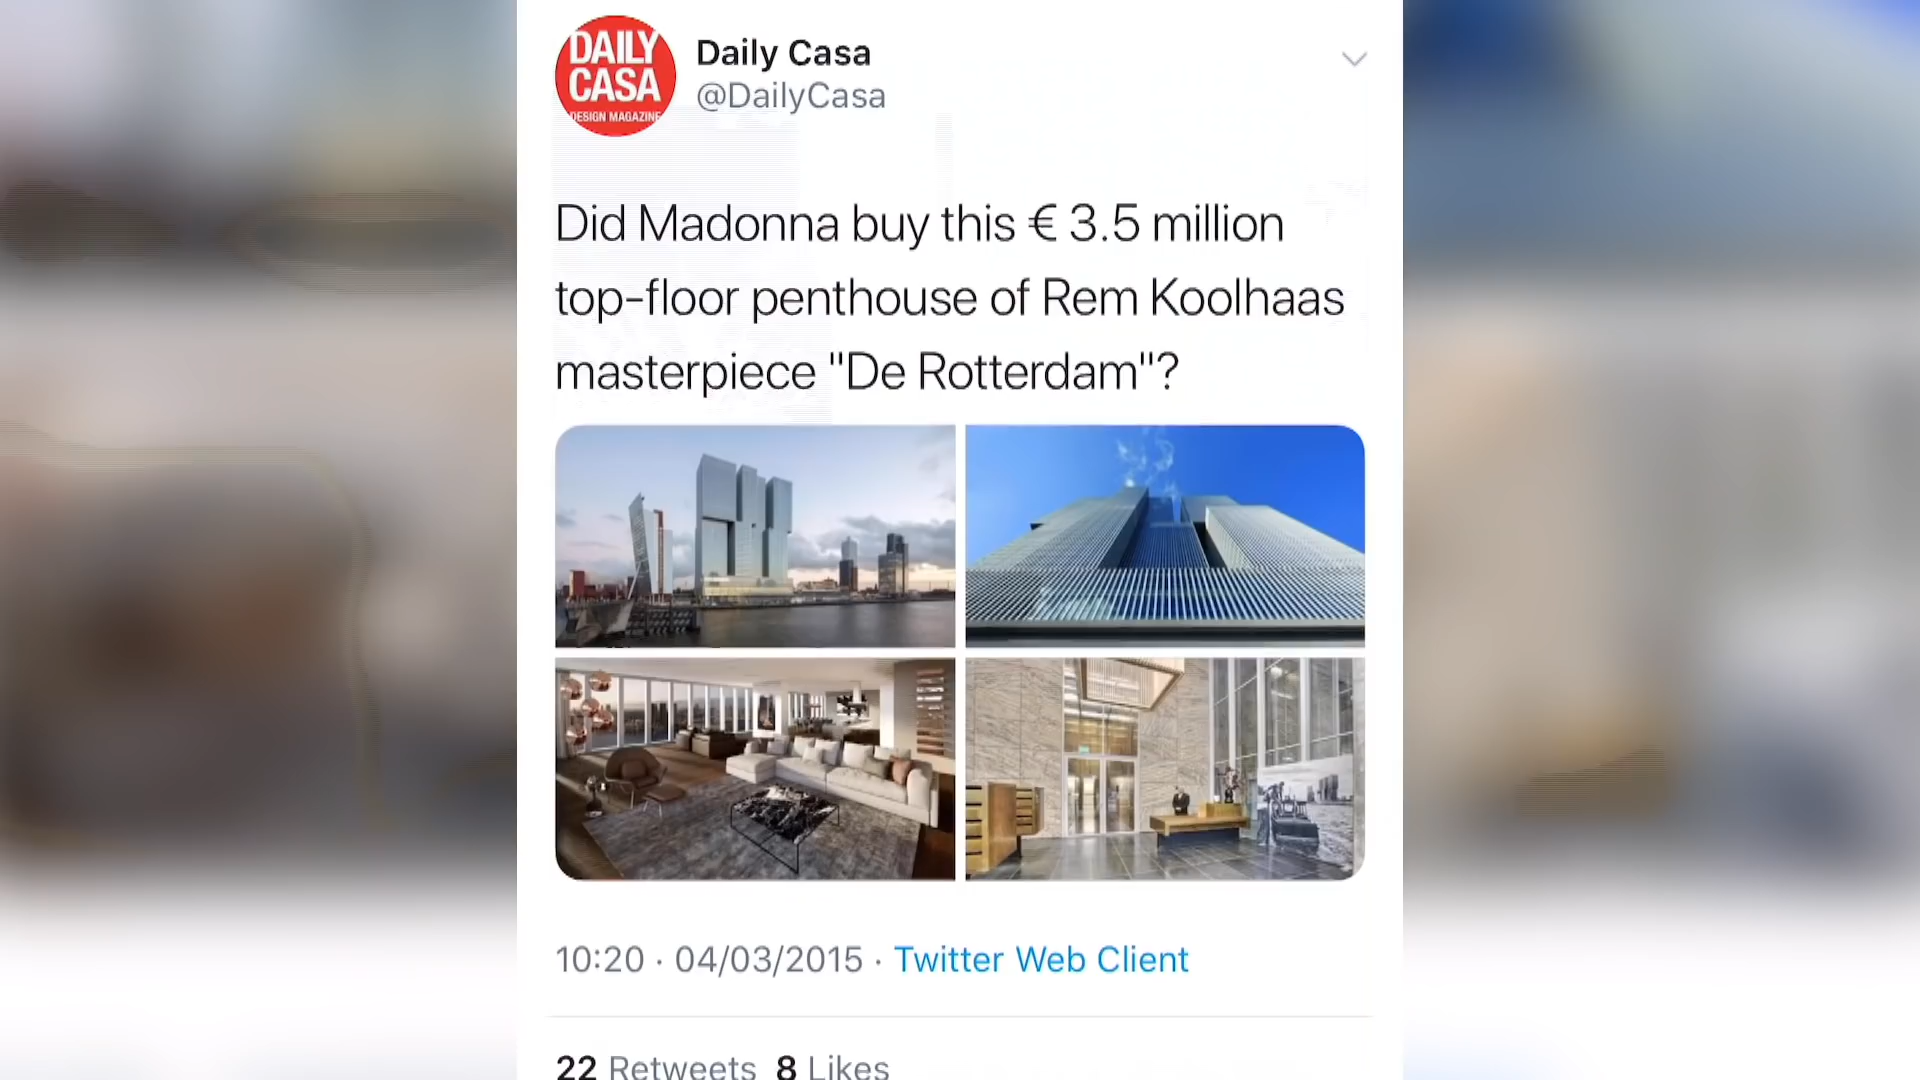 DAILY
CASA
DESIGN MAGAZINE
Daily Casa
@DailyCasa
Did Madonna buy this € 3.5 million
top-floor penthouse of Rem Koolhaas
masterpiece "De Rotterdam"?
10:20 · 04/03/2015 · Twitter Web Client
22 Retweets 8 Likes